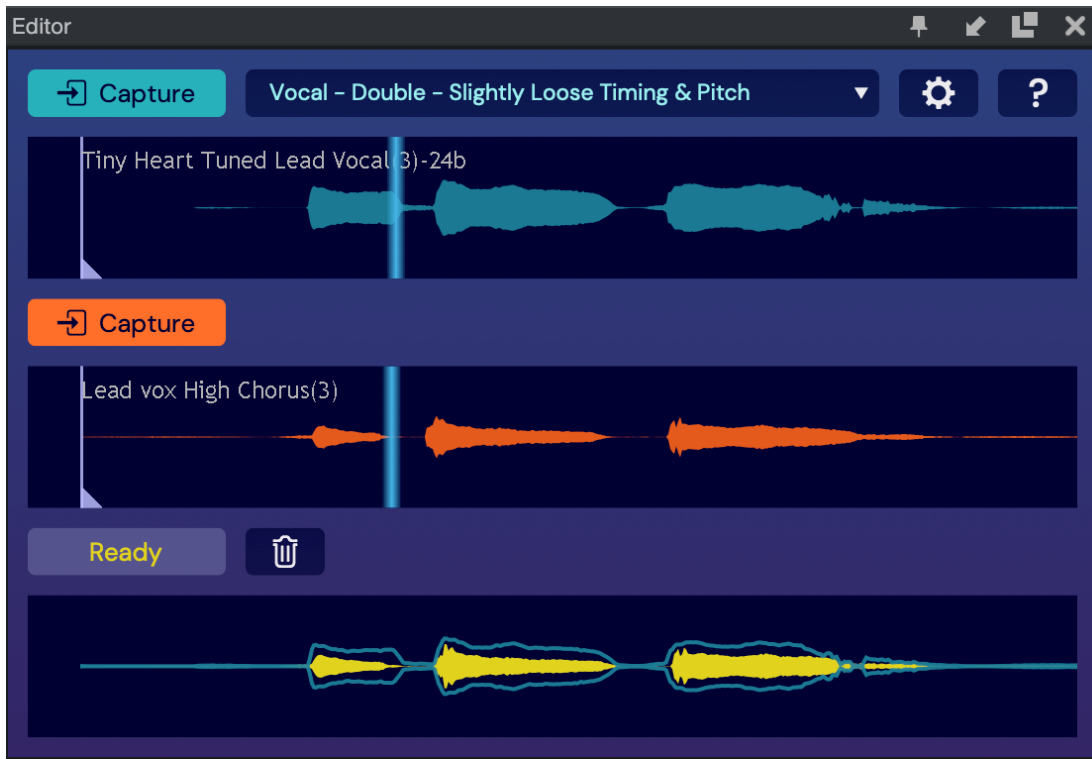 Editor
Capture
Vocal - Double - Slightly Loose Timing & Pitch
?
Tiny Heart Tuned Lead Vocal(3)-24b
Capture
Lead vox High Chorus(3)
Ready